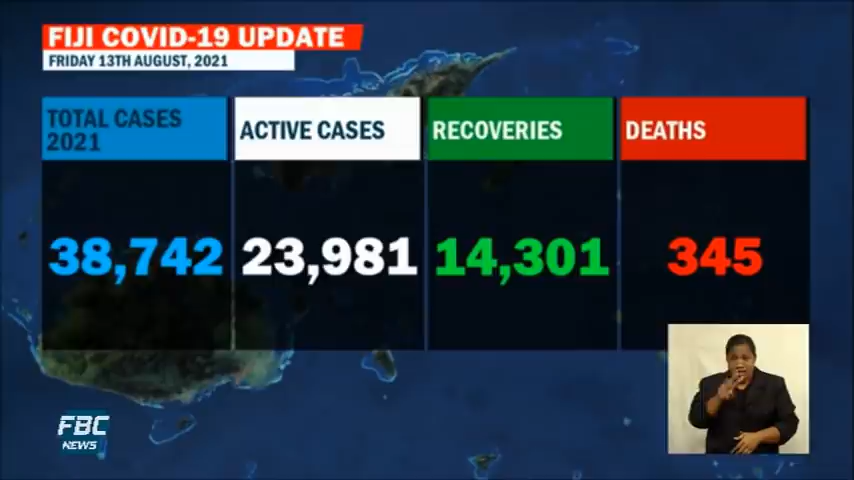 FIJI COVID-19 UPDATE
FRIDAY 13TH AUGUST, 2021
TOTAL CASES
2021
ACTIVE CASES
RECOVERIES
DEATHS
38,742
23,981
14,301
345
FBC
NEWS